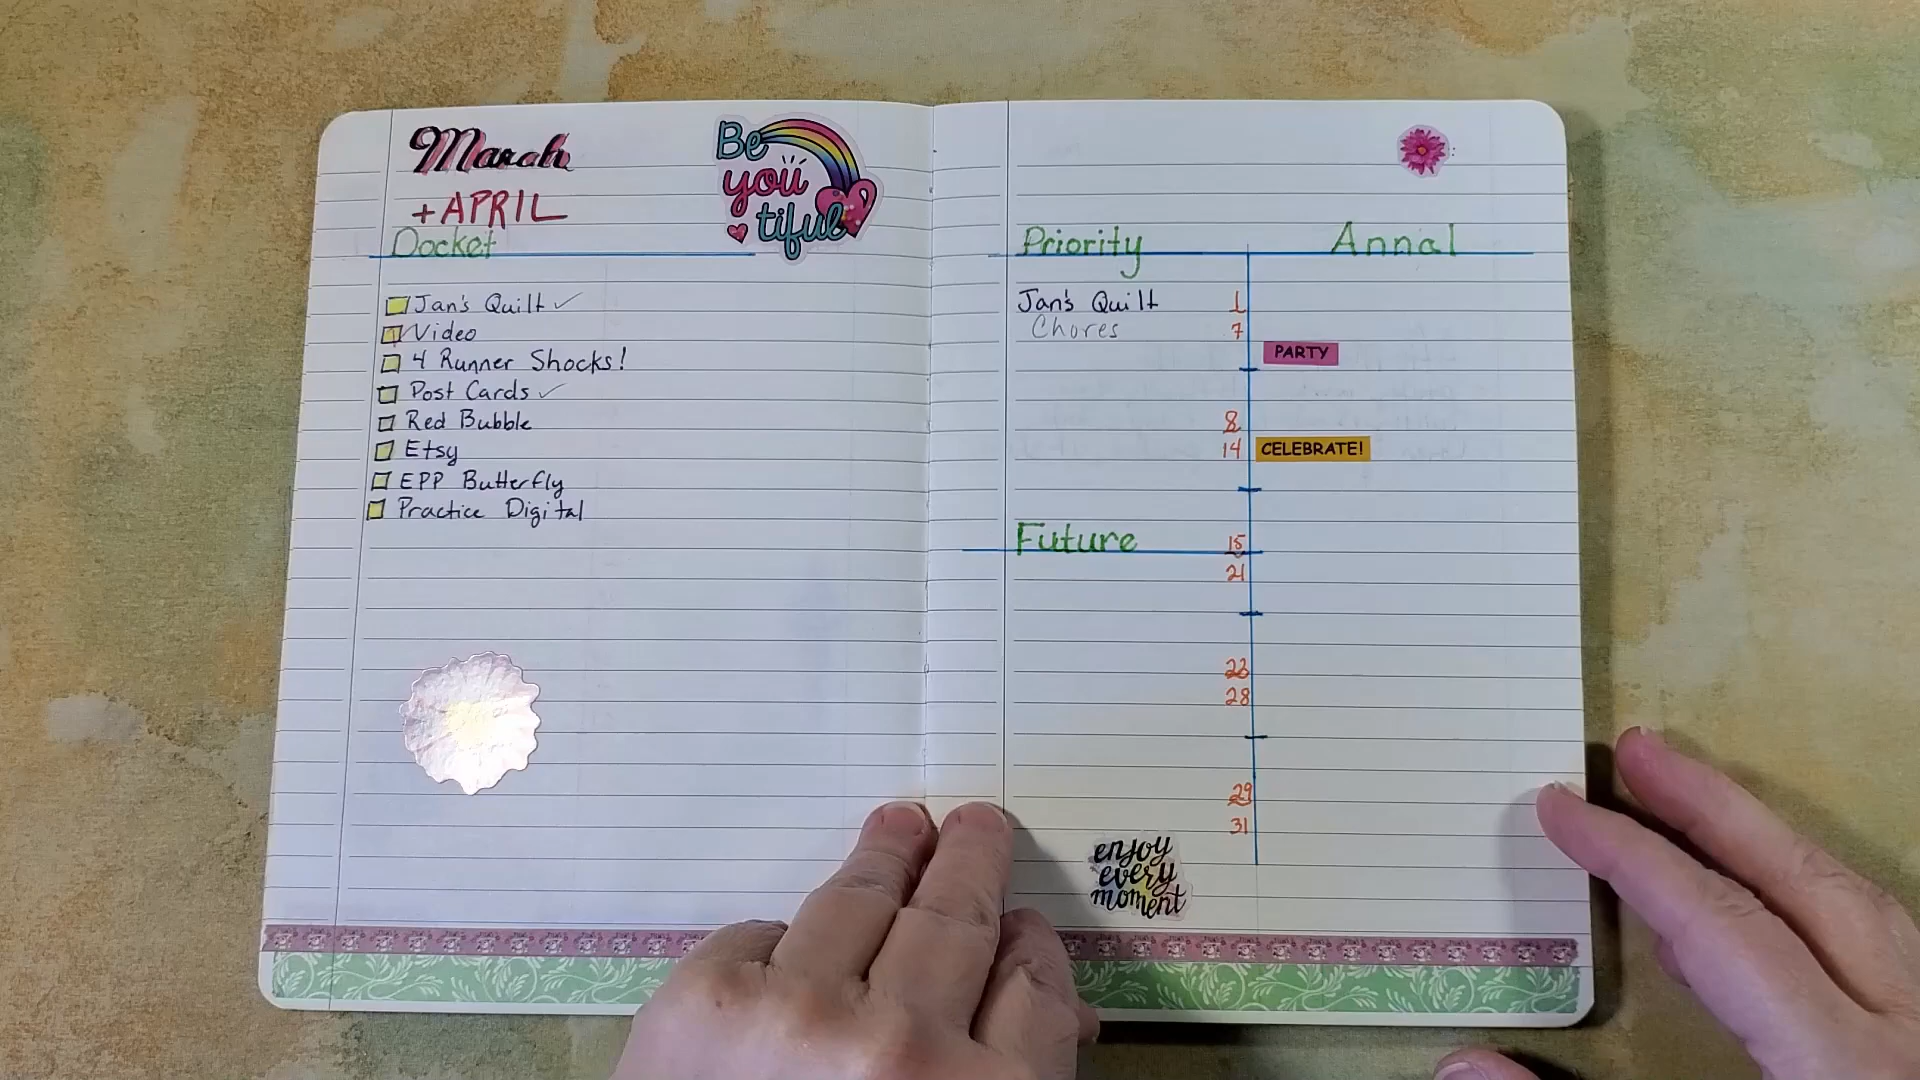 March
+ APRIL
Be
you
tiful
Docket
Jan's Quilt ✓
Video
4 Runner Shocks!
Post Cards ✓
Red Bubble
Etsy
EPP Butterfly
Practice Digital
Priority
Annal
Jan's Quilt
Chores
1
7
PARTY
8
14
CELEBRATE!
Future
15
21
22
28
29
31
enjoy
every
moment